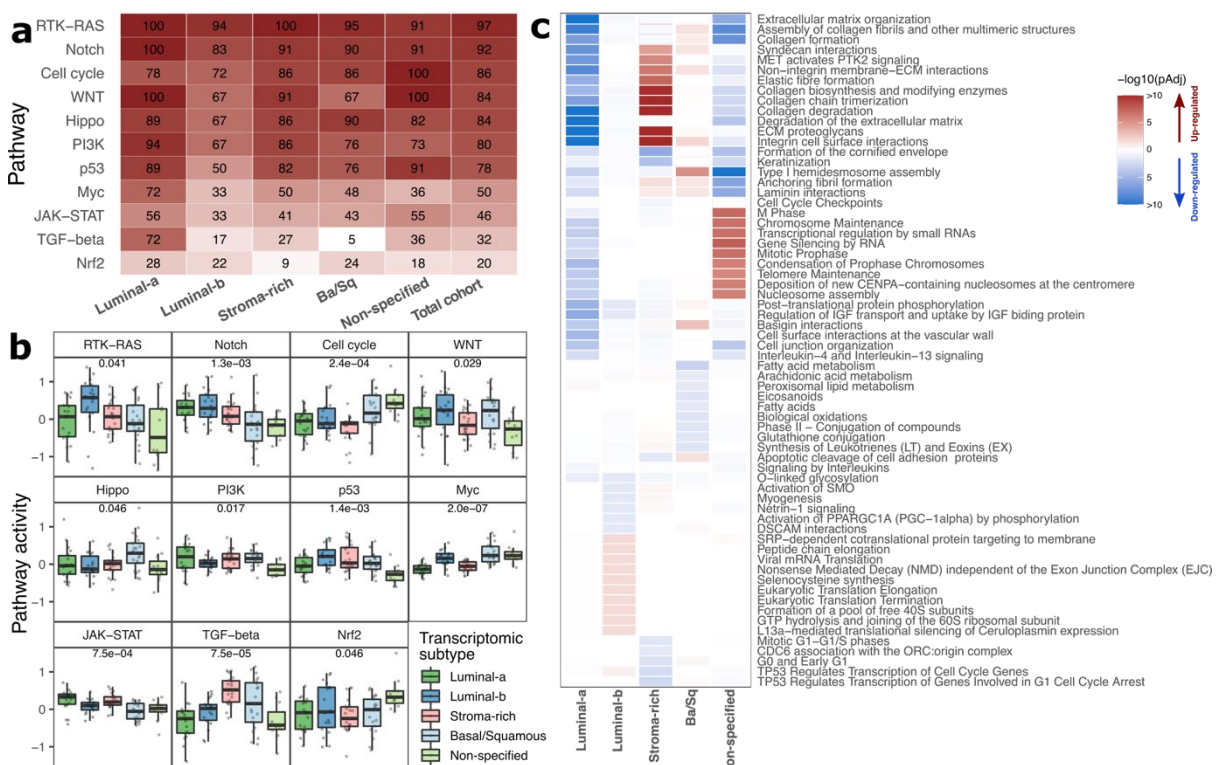 a
Pathway
RTK−RAS 100 94 100 95 91 97
Notch 100 83 91 90 91 92
Cell cycle 78 72 86 86 100 86
WNT 100 67 91 67 100 84
Hippo 89 67 86 90 82 84
PI3K 94 67 86 76 73 80
p53 89 50 82 76 91 78
Myc 72 33 50 48 36 50
JAK−STAT 56 33 41 43 55 46
TGF−beta 72 17 27 5 36 32
Nrf2 28 22 9 24 18 20
Luminal−a Luminal−b Stroma−rich Ba/Sq Non−specified Total cohort
b
Pathway activity
RTK−RAS Notch Cell cycle WNT
0.041 1.3e−03 2.4e−04 0.029
1
0
−1
Hippo PI3K p53 Myc
0.046 0.017 1.4e−03 2.0e−07
1
0
−1
JAK−STAT TGF−beta Nrf2
7.5e−04 7.5e−05 0.046
1
0
−1
Transcriptomic
subtype
Luminal−a
Luminal−b
Stroma−rich
Basal/Squamous
Non−specified
c
Extracellular matrix organization
Assembly of collagen fibrils and other multimeric structures
Collagen formation
Syndecan interactions
MET activates PTK2 signaling
Non−integrin membrane−ECM interactions
Elastic fibre formation
Collagen biosynthesis and modifying enzymes
Collagen chain trimerization
Collagen degradation
Degradation of the extracellular matrix
ECM proteoglycans
Integrin cell surface interactions
Formation of the cornified envelope
Keratinization
Type I hemidesmosome assembly
Anchoring fibril formation
Laminin interactions
Cell Cycle Checkpoints
M Phase
Chromosome Maintenance
Transcriptional regulation by small RNAs
Gene Silencing by RNA
Mitotic Prophase
Condensation of Prophase Chromosomes
Telomere Maintenance
Deposition of new CENPA−containing nucleosomes at the centromere
Nucleosome assembly
Post−translational protein phosphorylation
Regulation of IGF transport and uptake by IGF biding protein
Basigin interactions
Cell surface interactions at the vascular wall
Cell junction organization
Interleukin−4 and Interleukin−13 signaling
Fatty acid metabolism
Arachidonic acid metabolism
Peroxisomal lipid metabolism
Eicosanoids
Fatty acids
Biological oxidations
Phase II − Conjugation of compounds
Glutathione conjugation
Synthesis of Leukotrienes (LT) and Eoxins (EX)
Apoptotic cleavage of cell adhesion proteins
Signaling by Interleukins
O−linked glycosylation
Activation of SMO
Myogenesis
Netrin−1 signaling
Activation of PPARGC1A (PGC−1alpha) by phosphorylation
DSCAM interactions
SRP−dependent cotranslational protein targeting to membrane
Peptide chain elongation
Viral mRNA Translation
Nonsense Mediated Decay (NMD) independent of the Exon Junction Complex (EJC)
Selenocysteine synthesis
Eukaryotic Translation Elongation
Eukaryotic Translation Termination
Formation of a pool of free 40S subunits
GTP hydrolysis and joining of the 60S ribosomal subunit
L13a−mediated translational silencing of Ceruloplasmin expression
Mitotic G1−G1/S phases
CDC6 association with the ORC:origin complex
G0 and Early G1
TP53 Regulates Transcription of Cell Cycle Genes
TP53 Regulates Transcription of Genes Involved in G1 Cell Cycle Arrest
Luminal−a Luminal−b Stroma−rich Ba/Sq on−specified
−log10(pAdj)
>10
5
0
5
>10
Up−regulated
Down−regulated